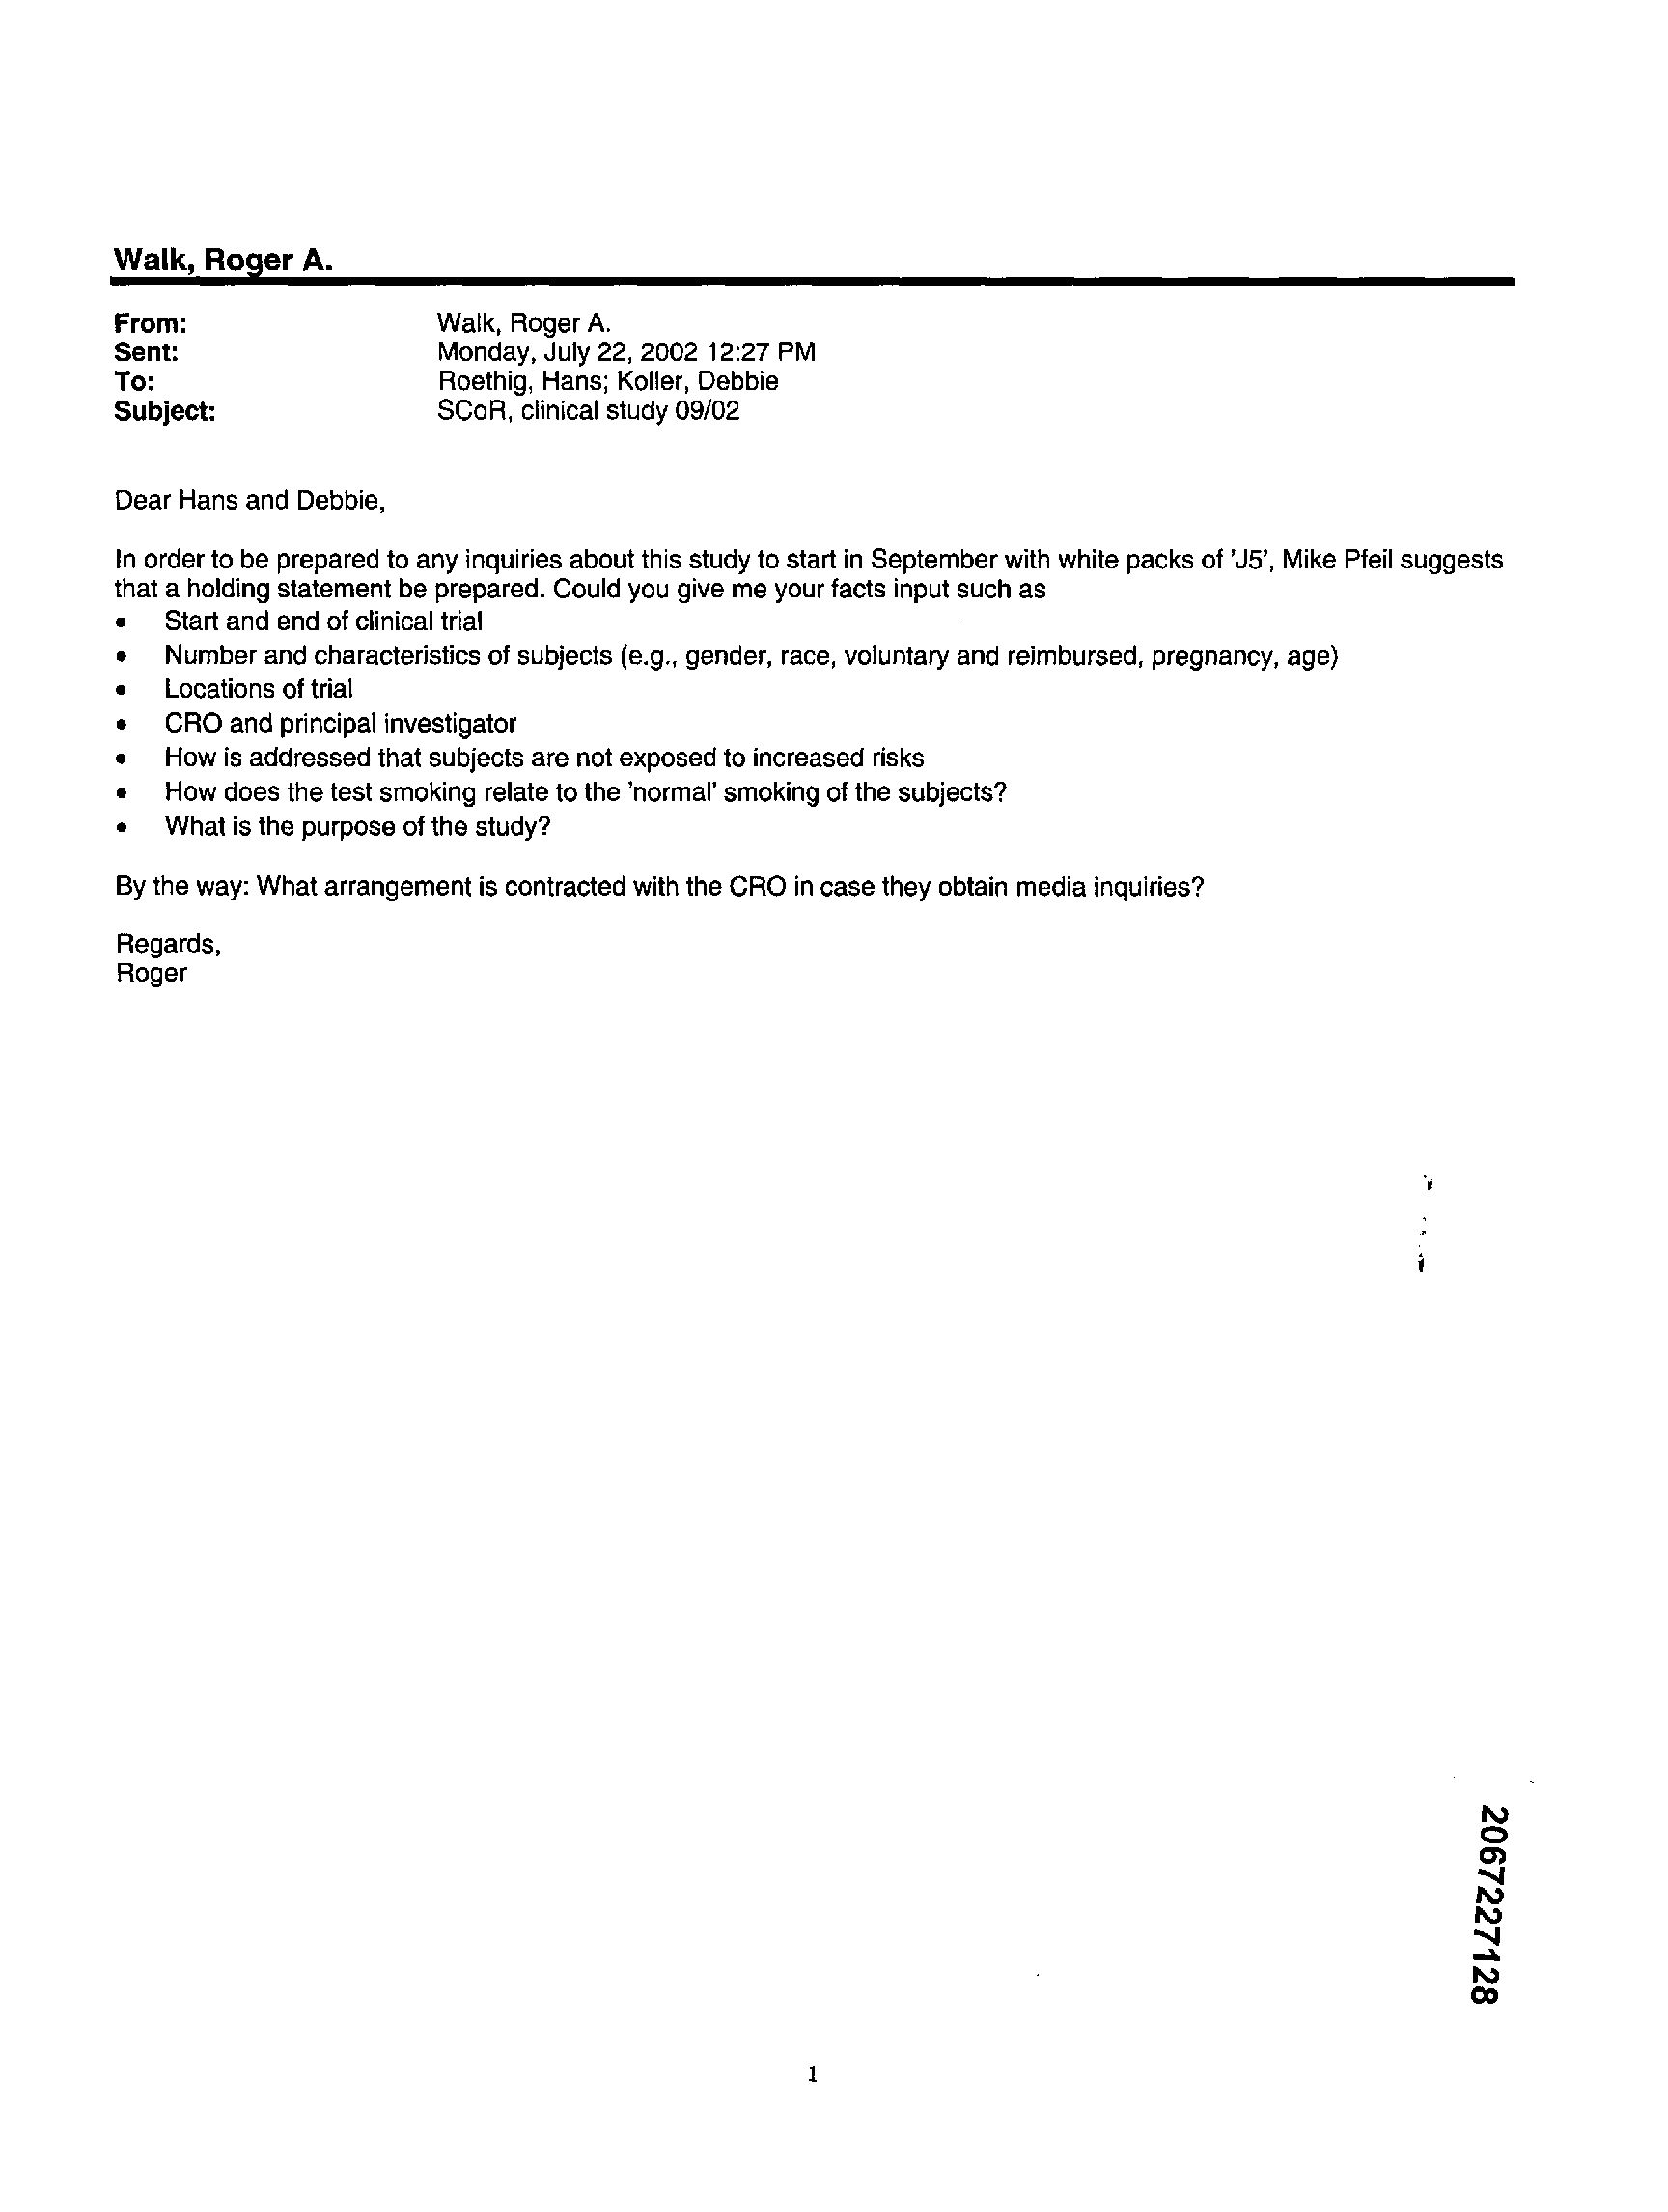 Walk, Roger A.
From: Walk, Roger A.
Sent: Monday, July 22, 2002 12:27 PM
To: Roethig, Hans; Koller, Debbie
Subject: SCoR, clinical study 09/02
Dear Hans and Debbie,
In order to be prepared to any inquiries about this study to start in September with white packs of 'J5', Mike Pfeil suggests
that a holding statement be prepared. Could you give me your facts input such as
• Start and end of clinical trial
• Number and characteristics of subjects (e.g., gender, race, voluntary and reimbursed, pregnancy, age)
• Locations of trial
• CRO and principal investigator
• How is addressed that subjects are not exposed to increased risks
• How does the test smoking relate to the 'normal' smoking of the subjects?
• What is the purpose of the study?
By the way: What arrangement is contracted with the CRO in case they obtain media inquiries?
Regards,
Roger
2067227128
1